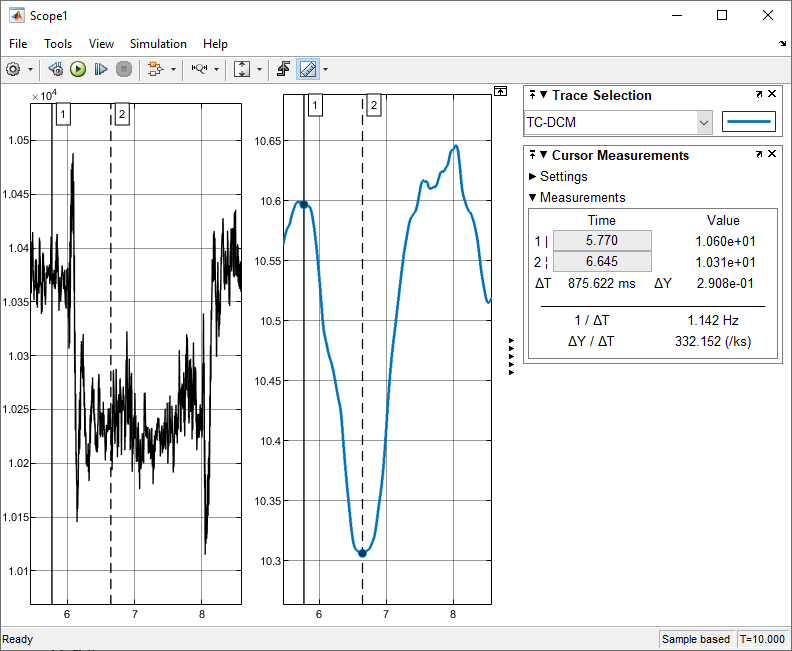 Scope1
File Tools View Simulation Help
×10⁴
1 2
1.05
1.045
1.04
1.035
1.03
1.025
1.02
1.015
1.01
6 7 8
1 2
10.65
10.6
10.55
10.5
10.45
10.4
10.35
10.3
6 7 8
Trace Selection
TC-DCM
Cursor Measurements
Settings
Measurements
Time Value
1 | 5.770 1.060e+01
2 ¦ 6.645 1.031e+01
ΔT 875.622 ms ΔY 2.908e-01
1 / ΔT 1.142 Hz
ΔY / ΔT 332.152 (/ks)
Ready Sample based T=10.000